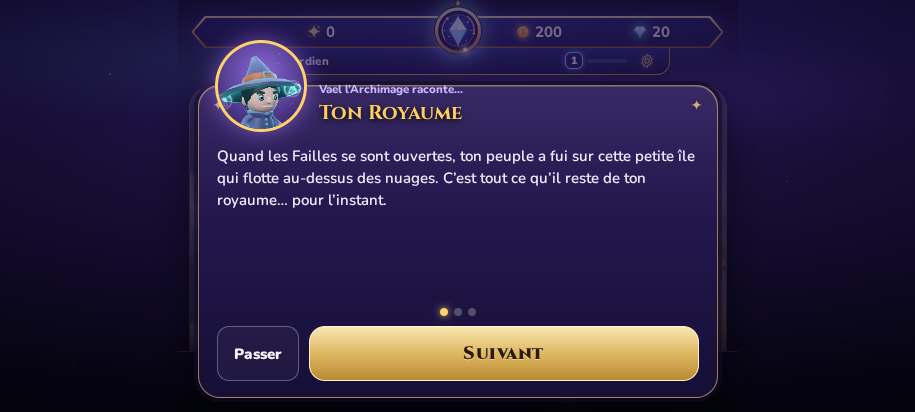 0
200
20
rdien
1
Vael l'Archimage raconte...
Ton Royaume
Quand les Failles se sont ouvertes, ton peuple a fui sur cette petite île
qui flotte au-dessus des nuages. C'est tout ce qu'il reste de ton
royaume... pour l'instant.
Passer
Suivant